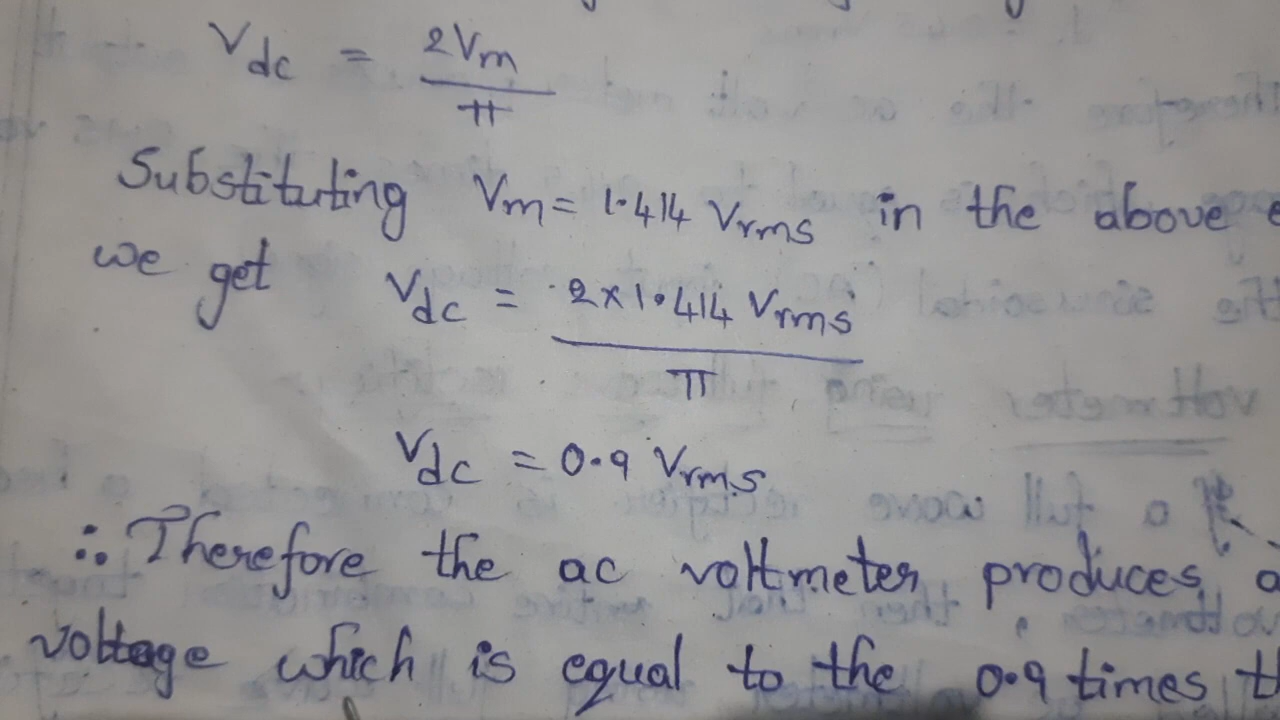 Vdc = 2Vm / π
Substituting Vm = 1.414 Vrms in the above
we get Vdc = 2 × 1.414 Vrms / π
Vdc = 0.9 Vrms
∴ Therefore the ac voltmeter produces
voltage which is equal to the 0.9 times